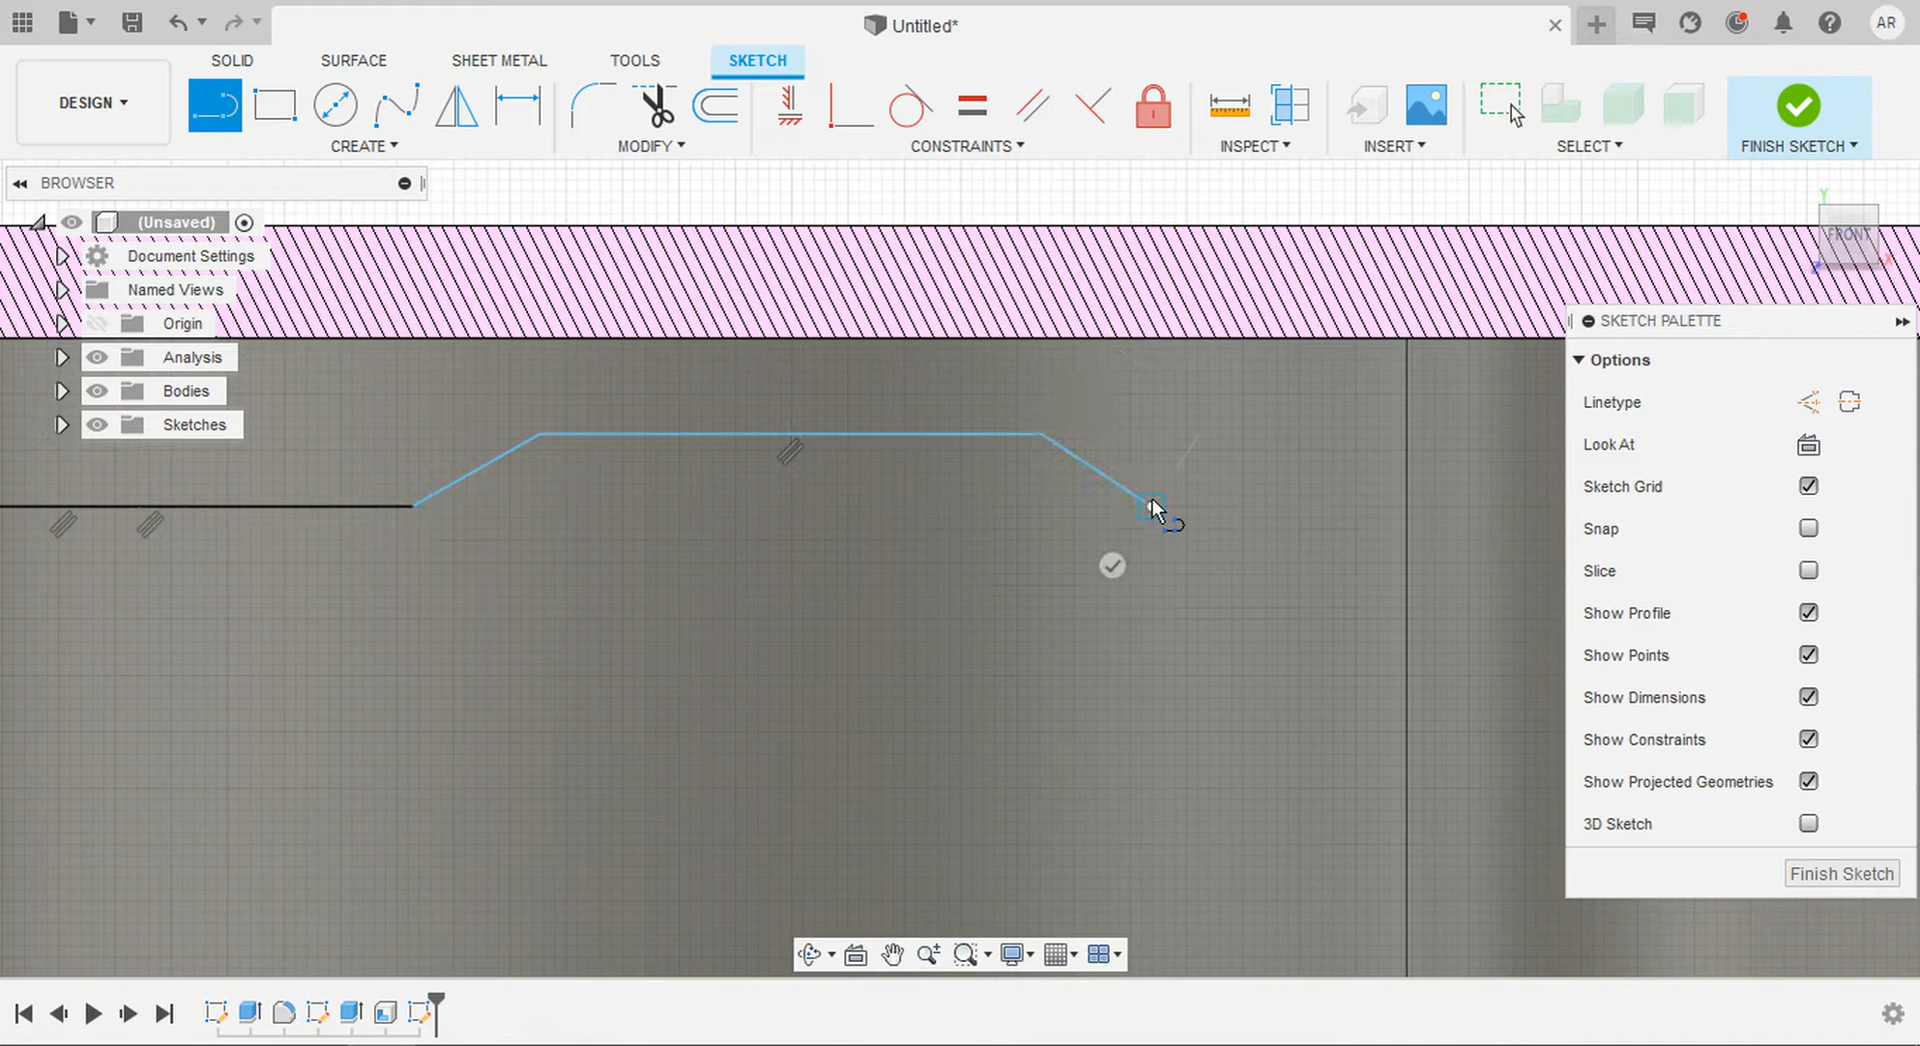 Untitled*
AR
SOLID
SURFACE
SHEET METAL
TOOLS
SKETCH
DESIGN
CREATE
MODIFY
CONSTRAINTS
INSPECT
INSERT
SELECT
FINISH SKETCH
BROWSER
(Unsaved)
Document Settings
Named Views
Origin
Analysis
Bodies
Sketches
Y
FRONT
X
Z
SKETCH PALETTE
Options
Linetype
Look At
Sketch Grid
Snap
Slice
Show Profile
Show Points
Show Dimensions
Show Constraints
Show Projected Geometries
3D Sketch
Finish Sketch